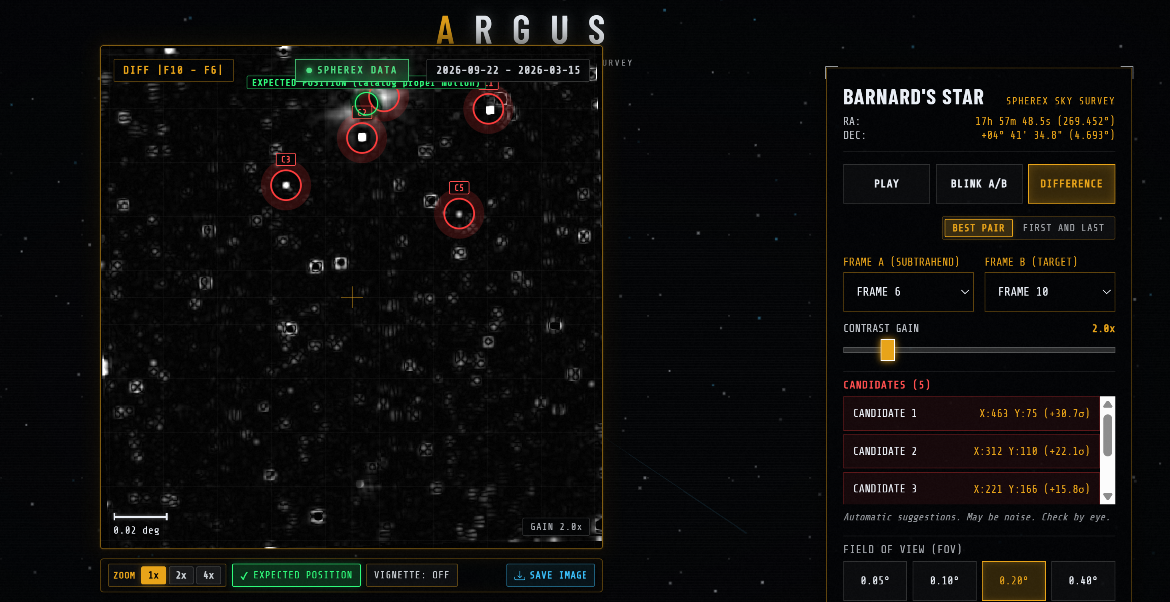 ARGUS
URVEY
DIFF |F10 - F6|
SPHEREX DATA
2026-09-22 - 2026-03-15
EXPECTED POSITION (catalog proper motion)
C2
C3
C5
0.02 deg
GAIN 2.0x
ZOOM 1x 2x 4x
✓ EXPECTED POSITION
VIGNETTE: OFF
SAVE IMAGE
BARNARD'S STAR
SPHEREX SKY SURVEY
RA: 17h 57m 48.5s (269.452°)
DEC: +04° 41' 34.8" (4.693°)
PLAY
BLINK A/B
DIFFERENCE
BEST PAIR
FIRST AND LAST
FRAME A (SUBTRAHEND)
FRAME B (TARGET)
FRAME 6
FRAME 10
CONTRAST GAIN 2.0x
CANDIDATES (5)
CANDIDATE 1 X:463 Y:75 (+30.7σ)
CANDIDATE 2 X:312 Y:110 (+22.1σ)
CANDIDATE 3 X:221 Y:166 (+15.8σ)
Automatic suggestions. May be noise. Check by eye.
FIELD OF VIEW (FOV)
0.05° 0.10° 0.20° 0.40°